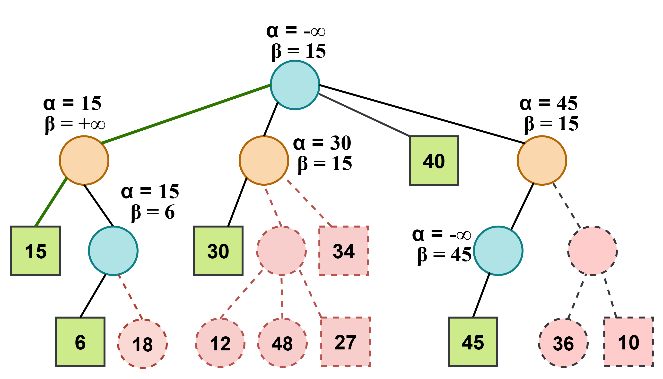 α = -∞
β = 15
α = 15
β = +∞
α = 30
β = 15
40
α = 45
β = 15
α = 15
β = 6
15
30
34
α = -∞
β = 45
6
18
12
48
27
45
36
10